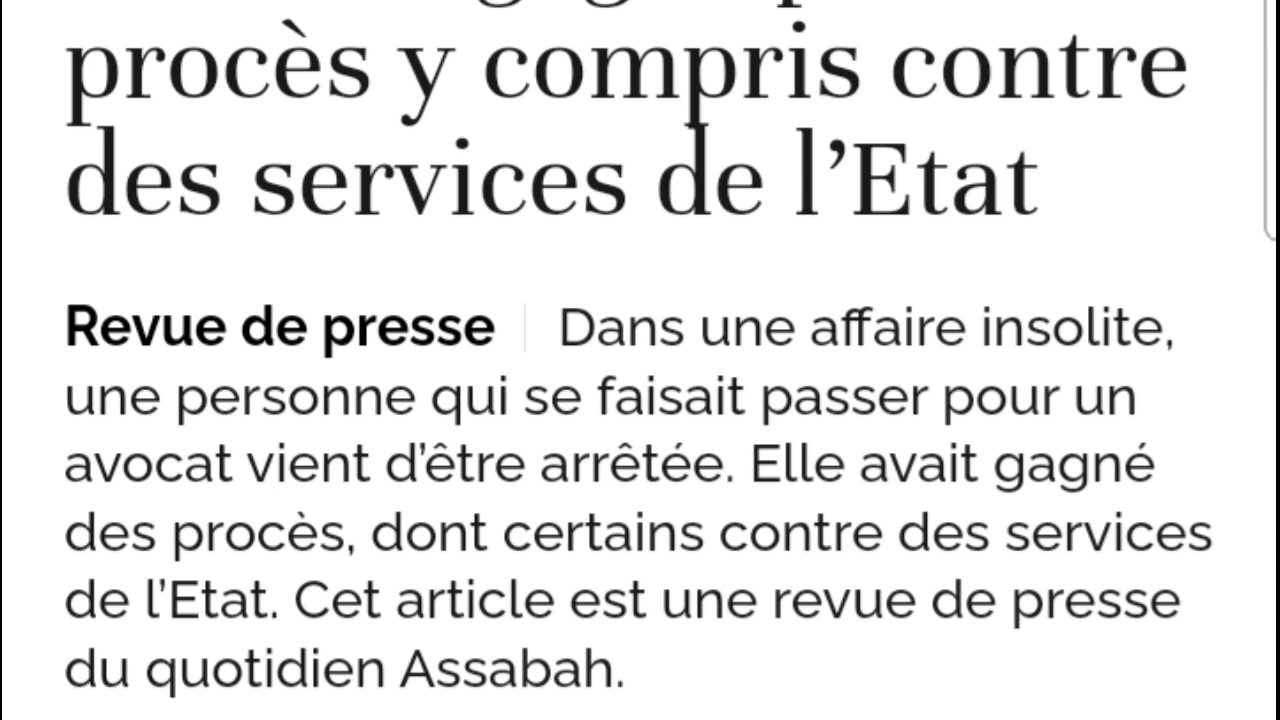 procès y compris contre
des services de l’Etat
Revue de presse Dans une affaire insolite,
une personne qui se faisait passer pour un
avocat vient d’être arrêtée. Elle avait gagné
des procès, dont certains contre des services
de l’Etat. Cet article est une revue de presse
du quotidien Assabah.